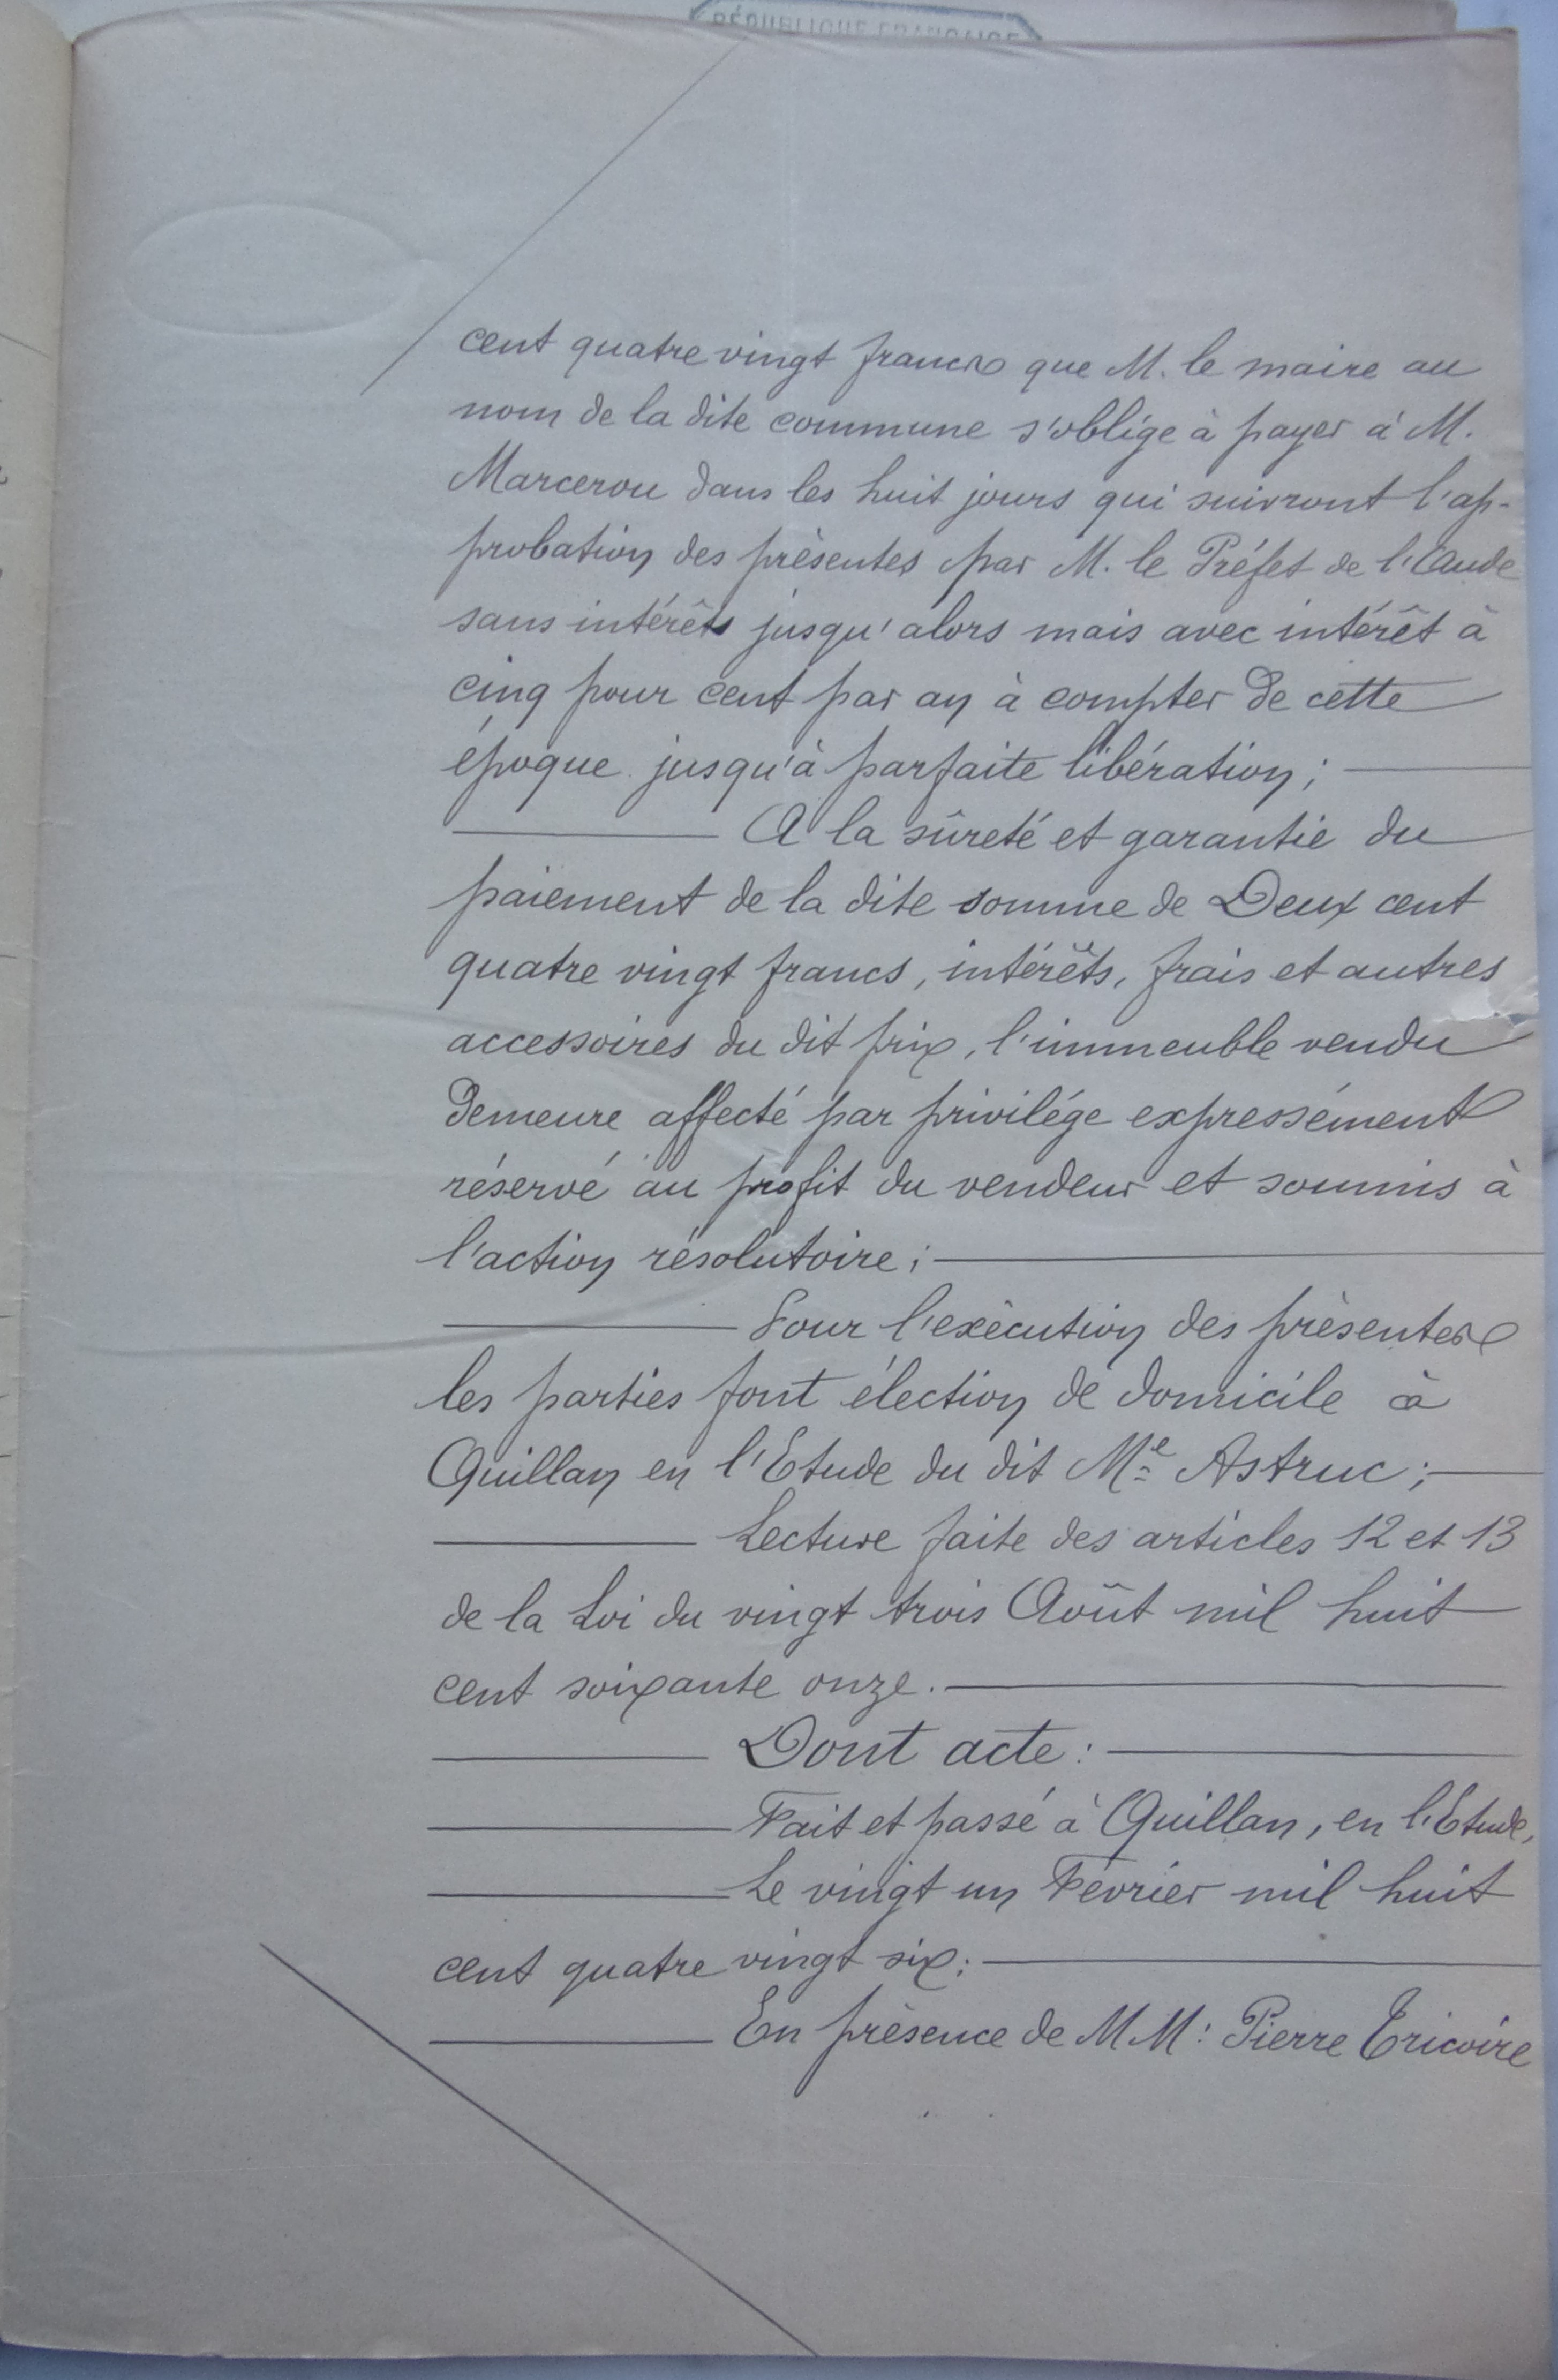 RÉPUBLIQUE FRANÇAISE
cent quatre vingt francs que M. le maire au
nom de la dite commune s'oblige à payer à M.
Marcerou dans les huit jours qui suivront l'ap-
probation des présentes par M. le Préfet de l'Aude
sans intérêts jusqu'alors mais avec intérêt à
cinq pour cent par an à compter de cette
époque jusqu'à parfaite libération ;
A la sûreté et garantie du
paiement de la dite somme de Deux cent
quatre vingt francs, intérêts, frais et autres
accessoires du dit prix, l'immeuble vendu
demeure affecté par privilége expressément
réservé au profit du vendeur et soumis à
l'action résolutoire ;
Pour l'exécution des présentes
les parties font élection de domicile à
Quillan en l'Etude du dit Me Astruc ;
Lecture faite des articles 12 et 13
de la Loi du vingt trois Août mil huit
cent soixante onze.
Dont acte :
Fait et passé à Quillan, en l'Etude,
Le vingt un Février mil huit
cent quatre vingt six :
En présence de MM : Pierre Tricoire